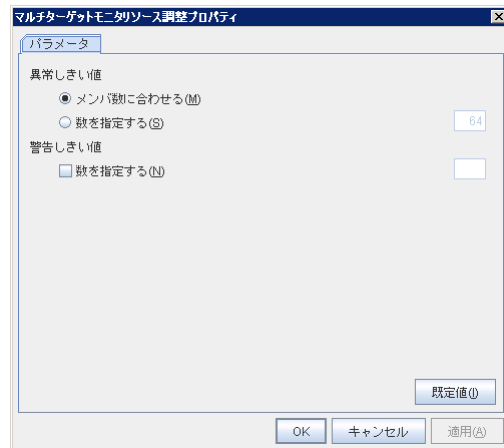 マルチターゲットモニタリソース調整プロパティ
パラメータ
異常しきい値
メンバ数に合わせる(M)
数を指定する(S) 64
警告しきい値
数を指定する(N)
既定値(I)
OK キャンセル 適用(A)